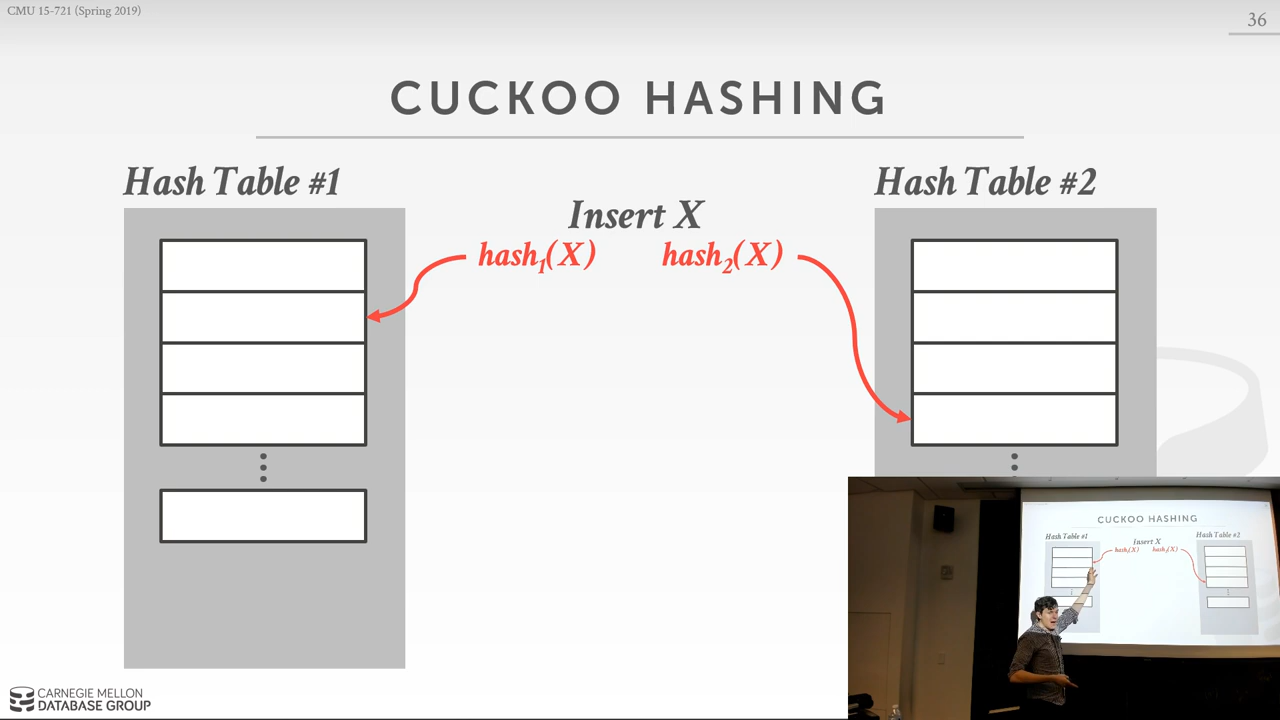 CMU 15-721 (Spring 2019)
36
CUCKOO HASHING
Hash Table #1
Insert X
Hash Table #2
hash1(X) hash2(X)
CARNEGIE MELLON
DATABASE GROUP
CUCKOO HASHING
Hash Table #1
Insert X
Hash Table #2
hash1(X) hash2(X)